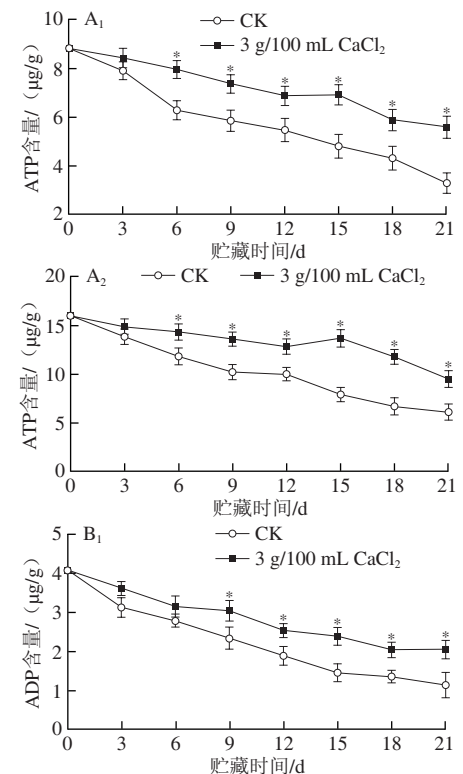 10
A₁
CK
3 g/100 mL CaCl₂
8
6
4
2
ATP含量/（μg/g）
* * * * * *
0 3 6 9 12 15 18 21
贮藏时间/d
20
A₂
CK 3 g/100 mL CaCl₂
15
10
5
0
ATP含量/（μg/g）
* * * * * *
0 3 6 9 12 15 18 21
贮藏时间/d
5
B₁
CK
3 g/100 mL CaCl₂
4
3
2
1
0
ADP含量/（μg/g）
* * * * *
0 3 6 9 12 15 18 21
贮藏时间/d